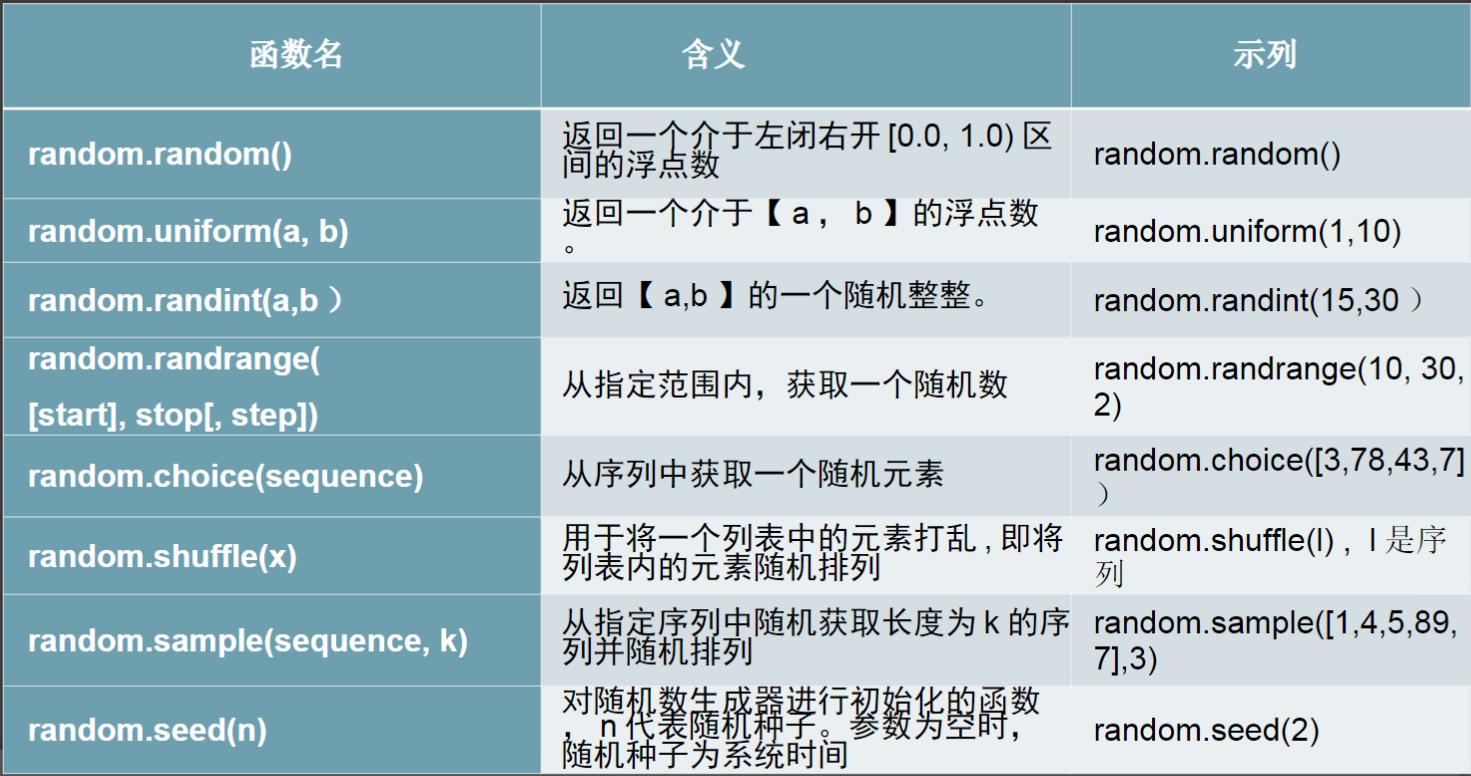 函数名
含义
示列
random.random()
返回一个介于左闭右开 [0.0, 1.0) 区
间的浮点数
random.random()
random.uniform(a, b)
返回一个介于【 a ， b 】的浮点数
。
random.uniform(1,10)
random.randint(a,b ）
返回【 a,b 】的一个随机整整。
random.randint(15,30 ）
random.randrange(
[start], stop[, step])
从指定范围内，获取一个随机数
random.randrange(10, 30,
2)
random.choice(sequence)
从序列中获取一个随机元素
random.choice([3,78,43,7]
）
random.shuffle(x)
用于将一个列表中的元素打乱 , 即将
列表内的元素随机排列
random.shuffle(l) , l 是序
列
random.sample(sequence, k)
从指定序列中随机获取长度为 k 的序
列并随机排列
random.sample([1,4,5,89,
7],3)
random.seed(n)
对随机数生成器进行初始化的函数
，n 代表随机种子。参数为空时，
随机种子为系统时间
random.seed(2)